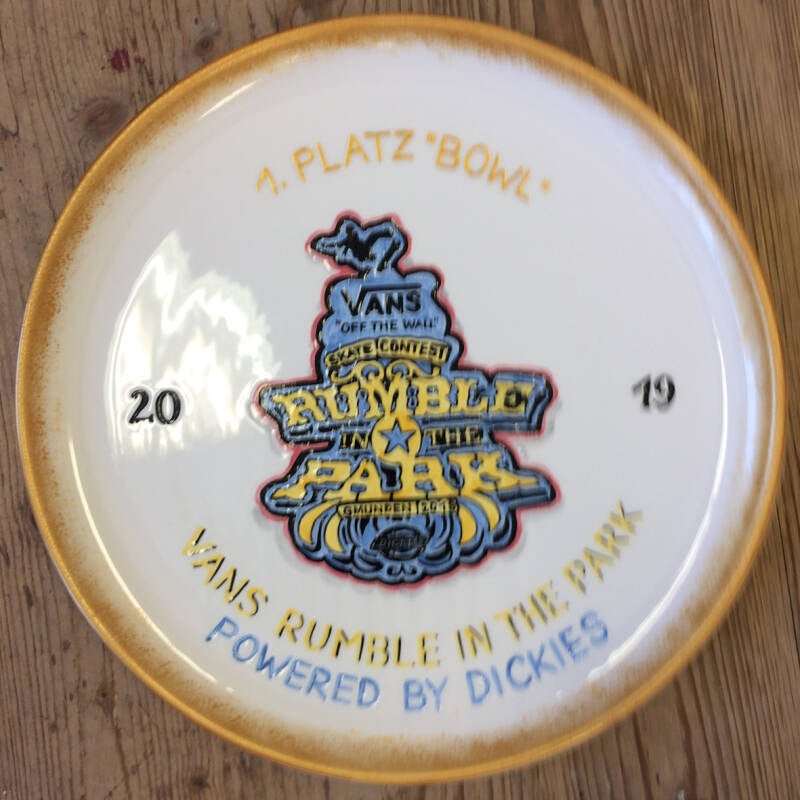 1. PLATZ "BOWL"
VANS
"OFF THE WALL"
SKATE CONTEST
RUMBLE
IN THE
PARK
GMUNDEN
20 19
VANS RUMBLE IN THE PARK
POWERED BY DICKIES